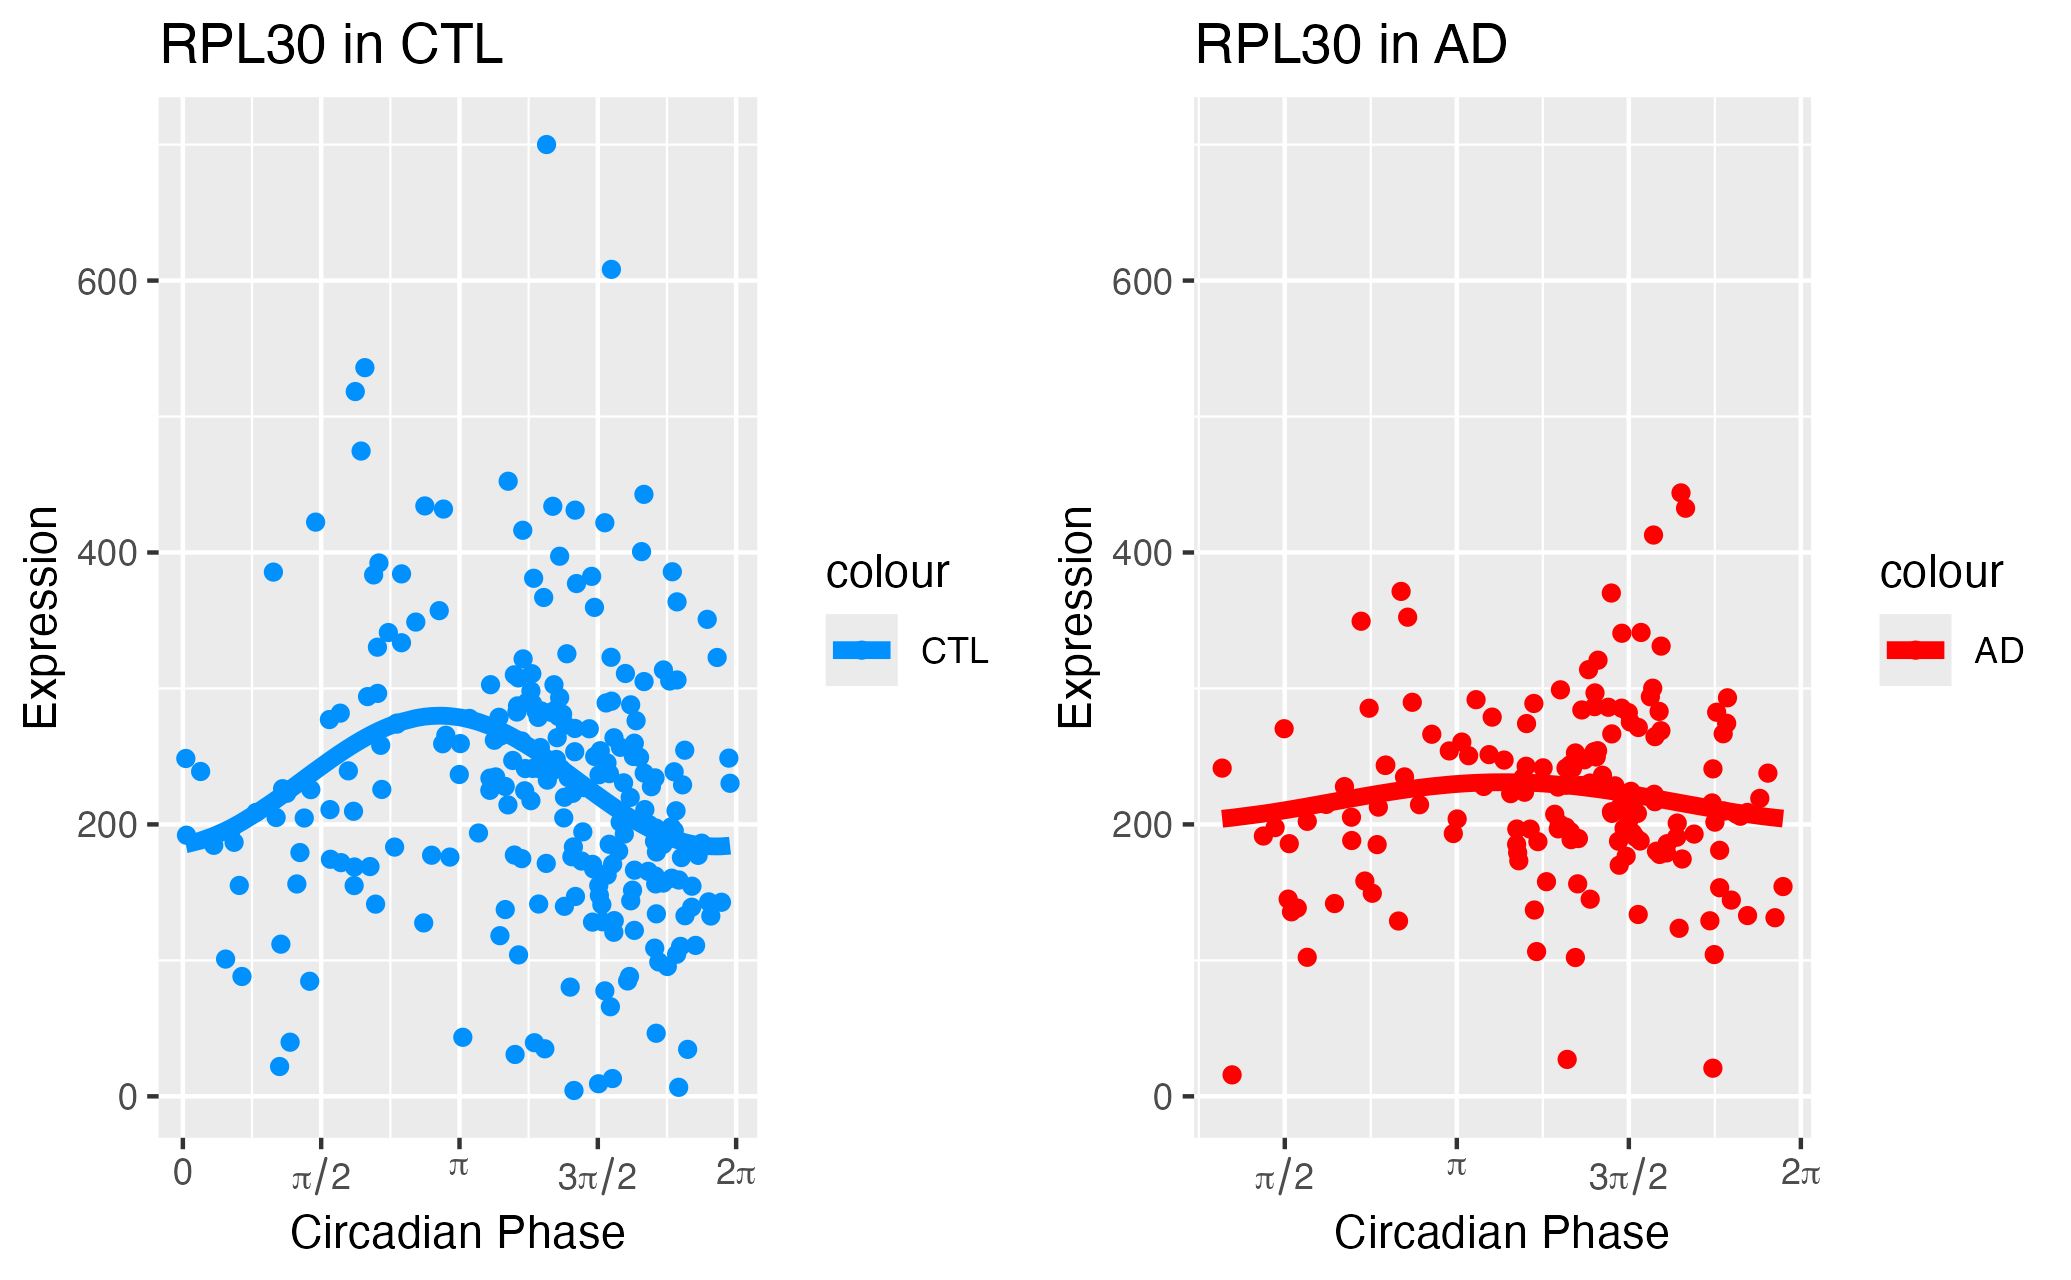 RPL30 in CTL
Expression
600
400
200
0
0
π/2
π
3π/2
2π
Circadian Phase
colour
CTL
RPL30 in AD
Expression
600
400
200
0
π/2
π
3π/2
2π
Circadian Phase
colour
AD